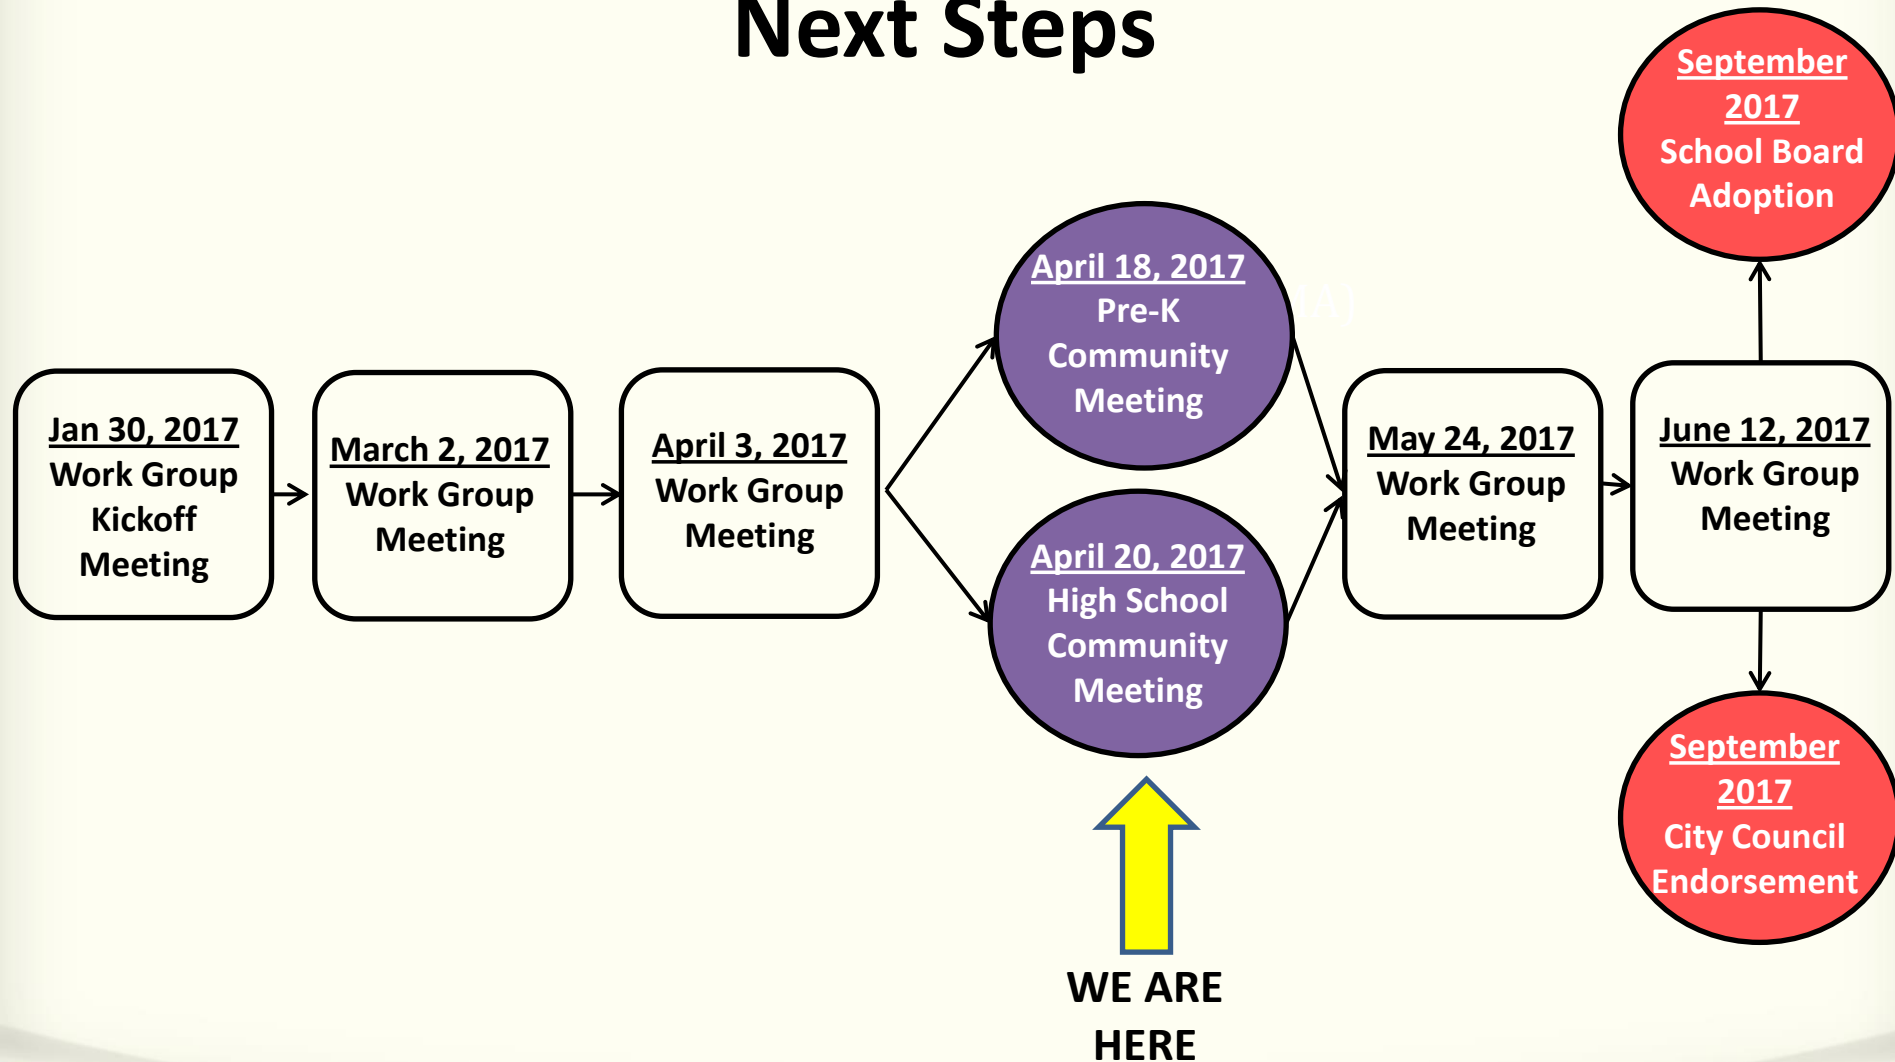 Next Steps
Jan 30, 2017
Work Group
Kickoff
Meeting
March 2, 2017
Work Group
Meeting
April 3, 2017
Work Group
Meeting
April 18, 2017
Pre-K
Community
Meeting
April 20, 2017
High School
Community
Meeting
May 24, 2017
Work Group
Meeting
June 12, 2017
Work Group
Meeting
September
2017
School Board
Adoption
September
2017
City Council
Endorsement
WE ARE
HERE